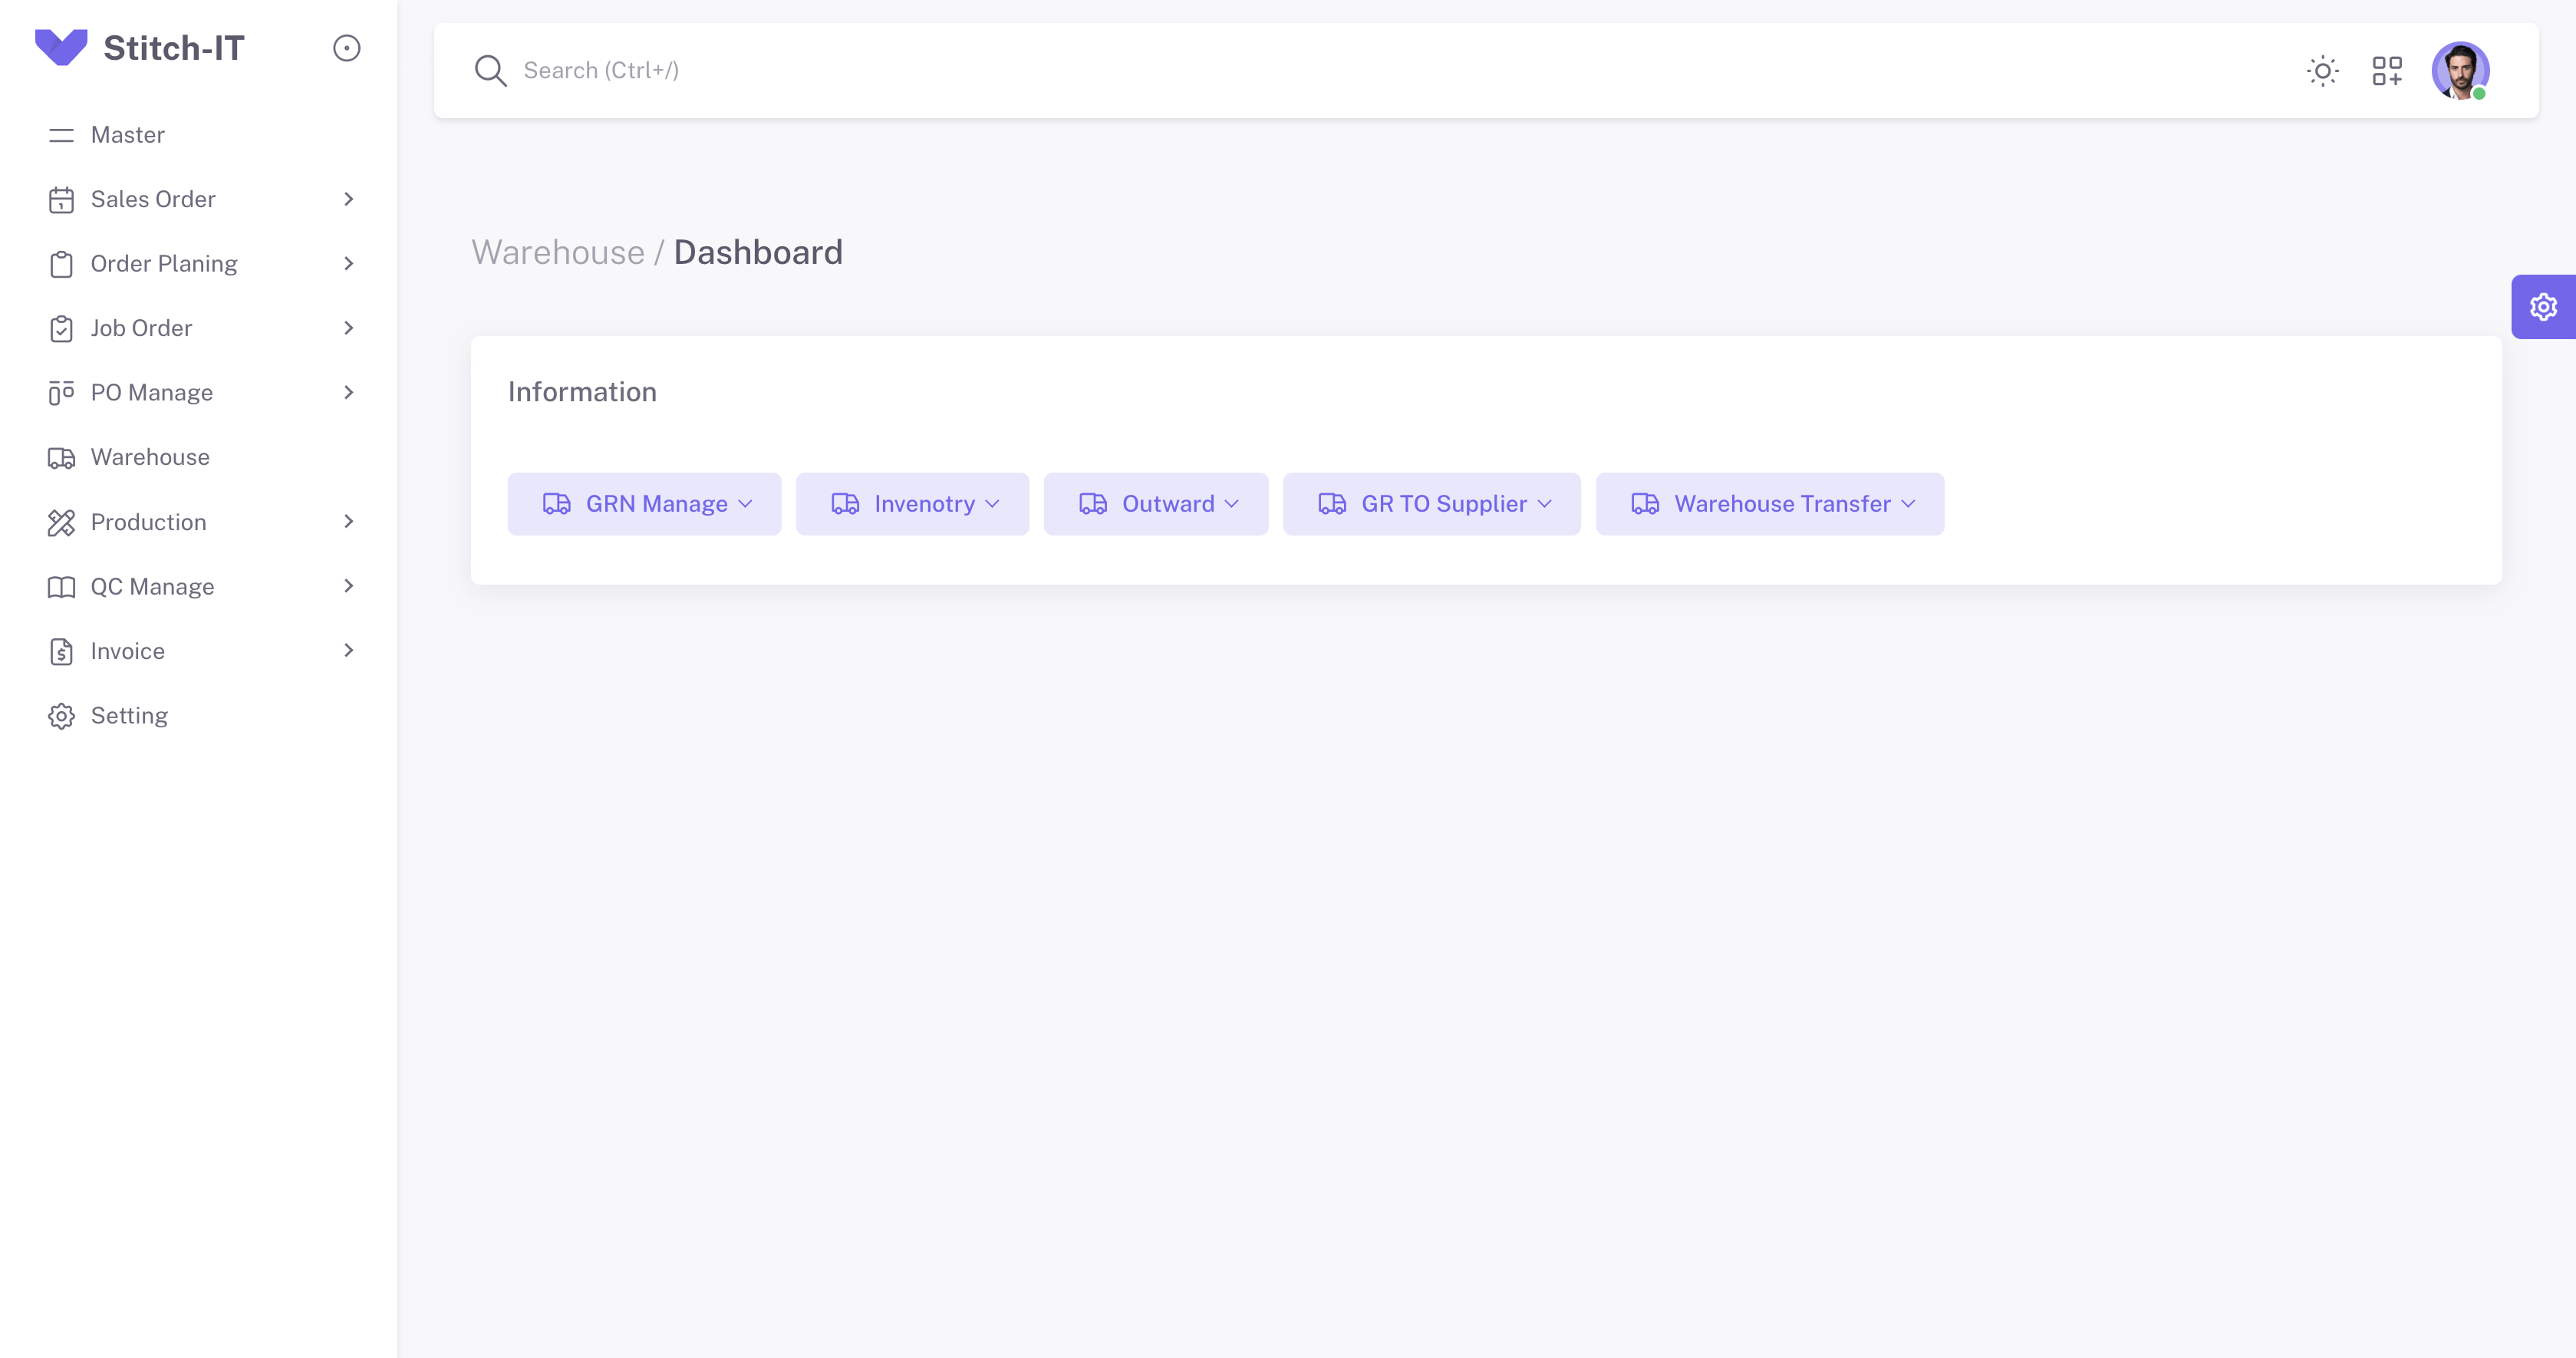 Stitch-IT
Search (Ctrl+/)
Master
Sales Order
Order Planing
Job Order
PO Manage
Warehouse
Production
QC Manage
Invoice
Setting
Warehouse / Dashboard
Information
GRN Manage
Invenotry
Outward
GR TO Supplier
Warehouse Transfer